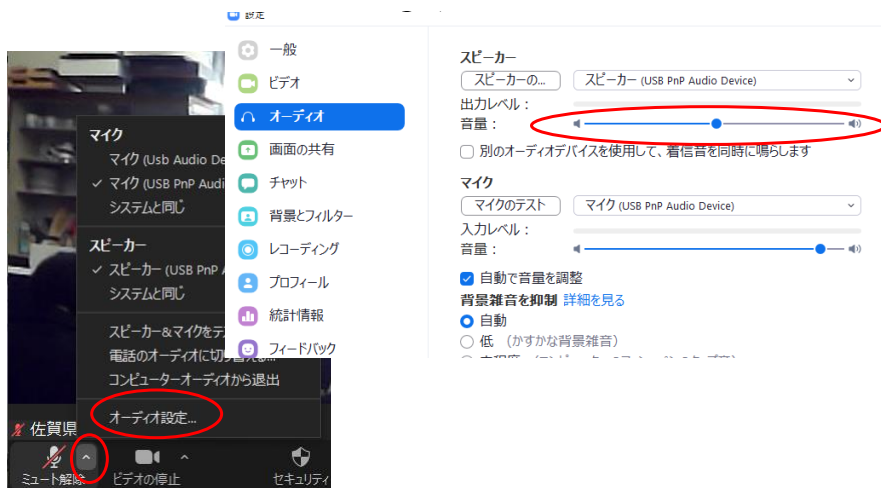 設定
一般
ビデオ
オーディオ
画面の共有
チャット
背景とフィルター
レコーディング
プロフィール
統計情報
フィードバック
スピーカー
スピーカーの...
スピーカー (USB PnP Audio Device)
出力レベル：
音量：
別のオーディオデバイスを使用して、着信音を同時に鳴らします
マイク
マイクのテスト
マイク (USB PnP Audio Device)
入力レベル：
音量：
自動で音量を調整
背景雑音を抑制 詳細を見る
自動
低 （かすかな背景雑音）
マイク
マイク (Usb Audio De
マイク (USB PnP Audi
システムと同じ
スピーカー
スピーカー (USB PnP
システムと同じ
スピーカー&マイクをテ
電話のオーディオに切り
コンピューターオーディオから退出
オーディオ設定...
佐賀県
ミュート解除
ビデオの停止
セキュリティ